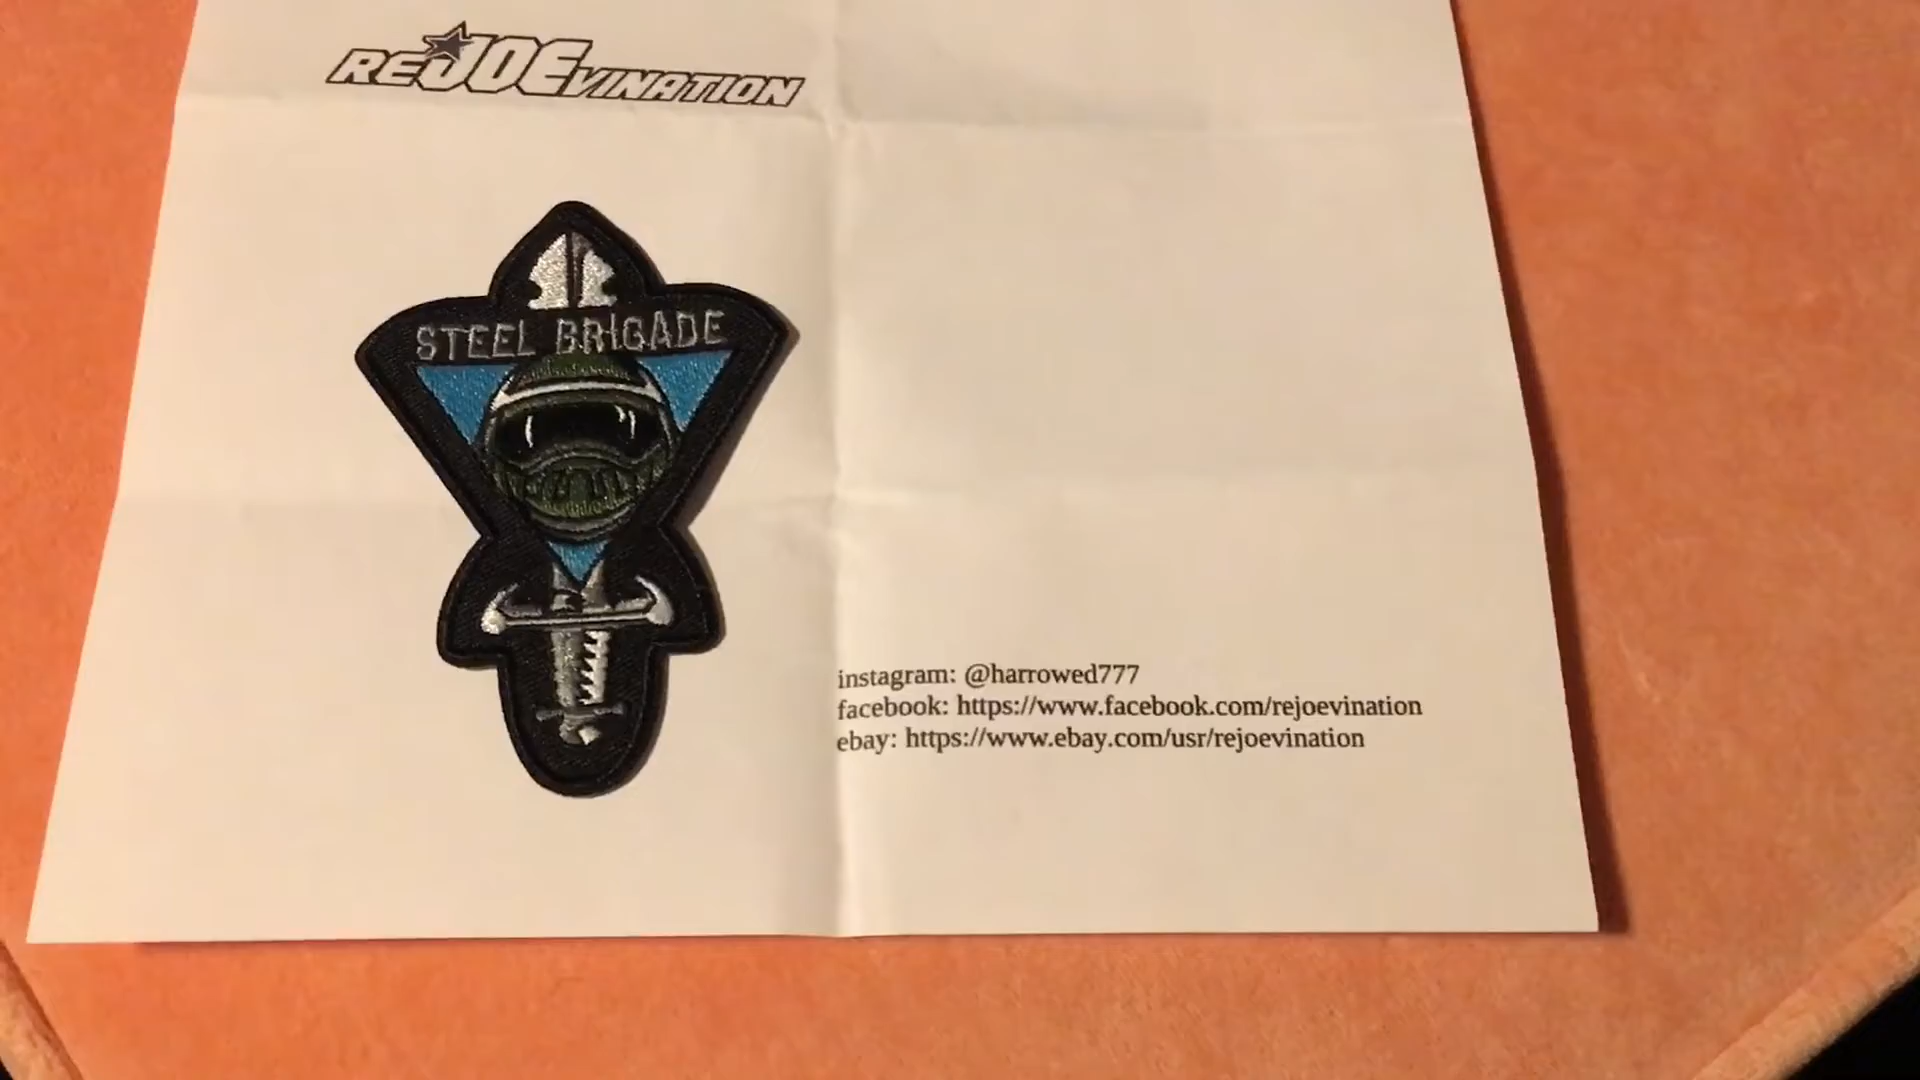 REJOEVINATION
STEEL BRIGADE
instagram: @harrowed777
facebook: https://www.facebook.com/rejoevination
ebay: https://www.ebay.com/usr/rejoevination